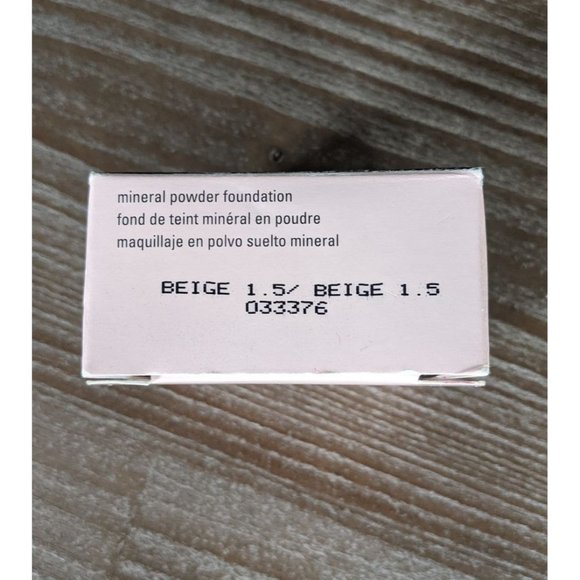 mineral powder foundation
fond de teint minéral en poudre
maquillaje en polvo suelto mineral
BEIGE 1.5/ BEIGE 1.5
033376